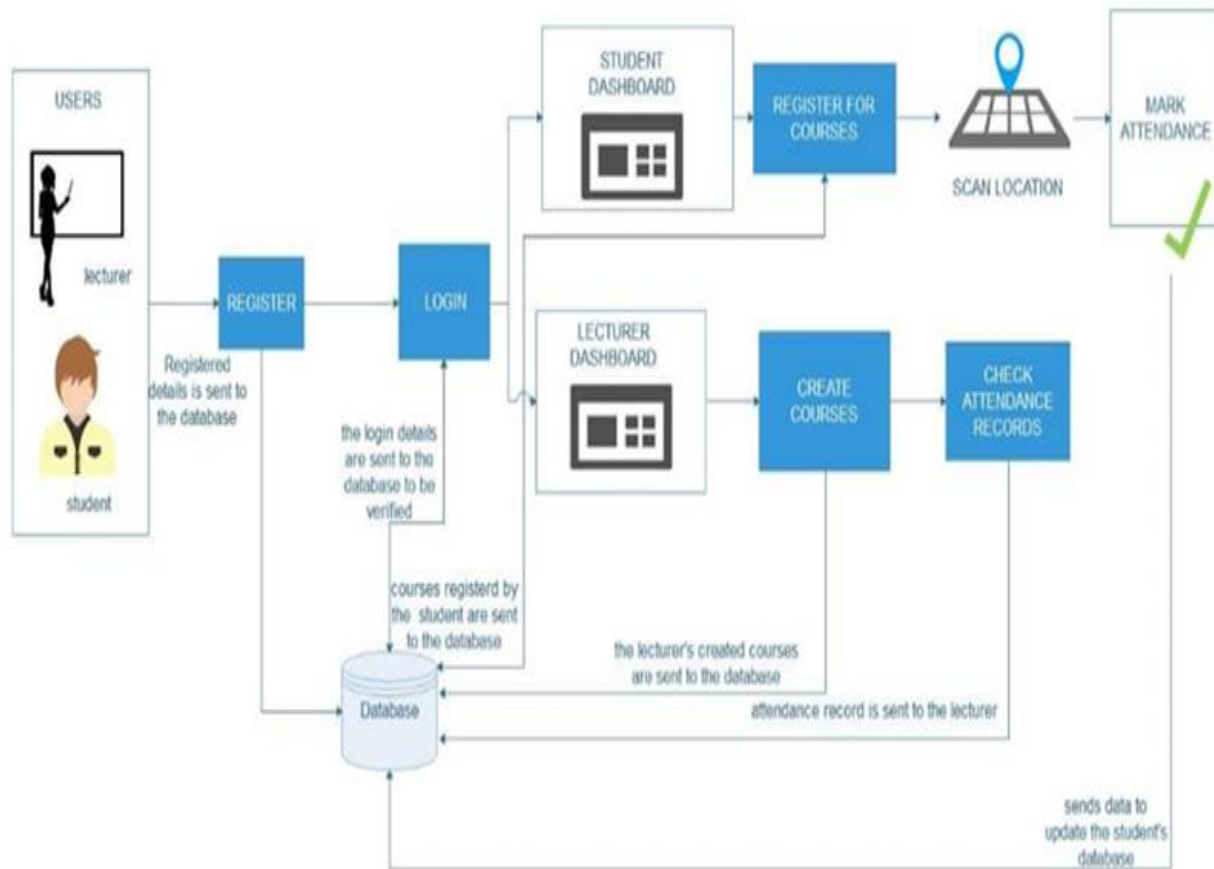 USERS
lecturer
student
REGISTER
Registered
details is sent to
the database
LOGIN
the login details
are sent to the
database to be
verified
STUDENT
DASHBOARD
REGISTER FOR
COURSES
SCAN LOCATION
MARK
ATTENDANCE
LECTURER
DASHBOARD
CREATE
COURSES
CHECK
ATTENDANCE
RECORDS
courses registerd by
the student are sent
to the database
the lecturer's created courses
are sent to the database
attendance record is sent to the lecturer
Database
sends data to
update the student's
database